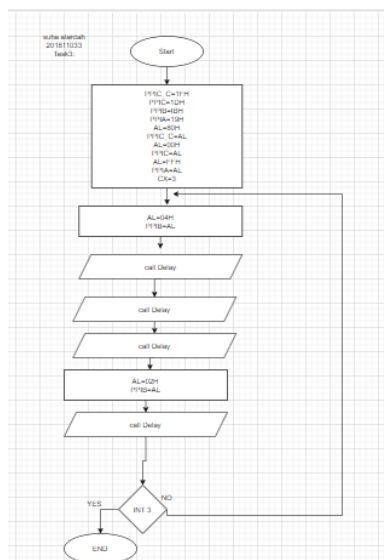 suha alardah
201811033
Task3:
Start
PPIC_C=1FH
PPIC=1DH
PPIB=IBH
PPIA=19H
AL=80H
PPIC_C=AL
AL=00H
PPIC=AL
AL=FFH
PPIA=AL
CX=3
AL=04H
PPIB=AL
call Delay
call Delay
call Delay
AL=02H
PPIB=AL
call Delay
YES
NO
INT 3
END